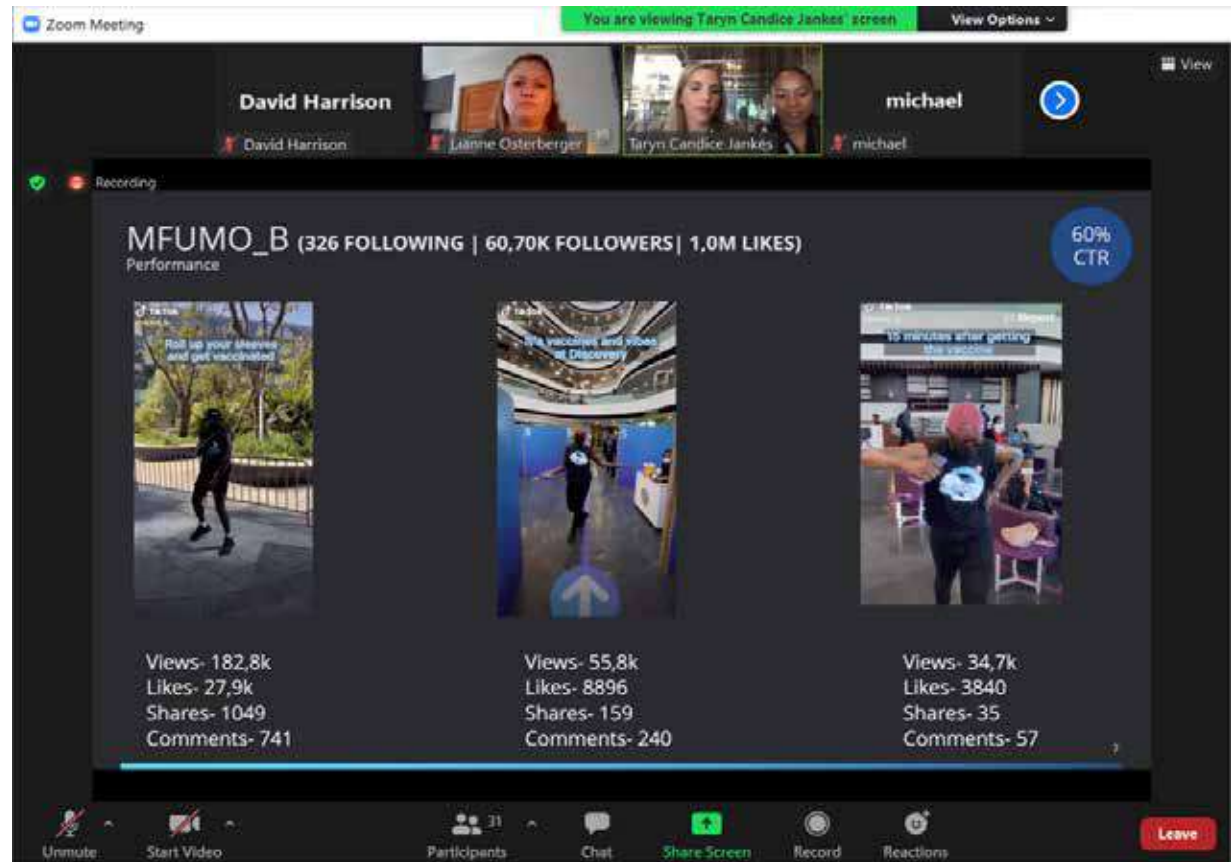 Zoom Meeting
You are viewing Taryn Candice Jankes' screen
View Options
View
David Harrison
michael
David Harrison
Lianne Osterberger
Taryn Candice Jankes
michael
Recording
MFUMO_B (326 FOLLOWING | 60,70K FOLLOWERS| 1,0M LIKES)
Performance
60%
CTR
TikTok
Roll up your sleeves
and get vaccinated
TikTok
It's vaccines and vibes
at Discovery
TikTok
15 minutes after getting
the vaccine
Views- 182,8k
Likes- 27,9k
Shares- 1049
Comments- 741
Views- 55,8k
Likes- 8896
Shares- 159
Comments- 240
Views- 34,7k
Likes- 3840
Shares- 35
Comments- 57
Unmute
Start Video
31
Participants
Chat
Share Screen
Record
Reactions
Leave